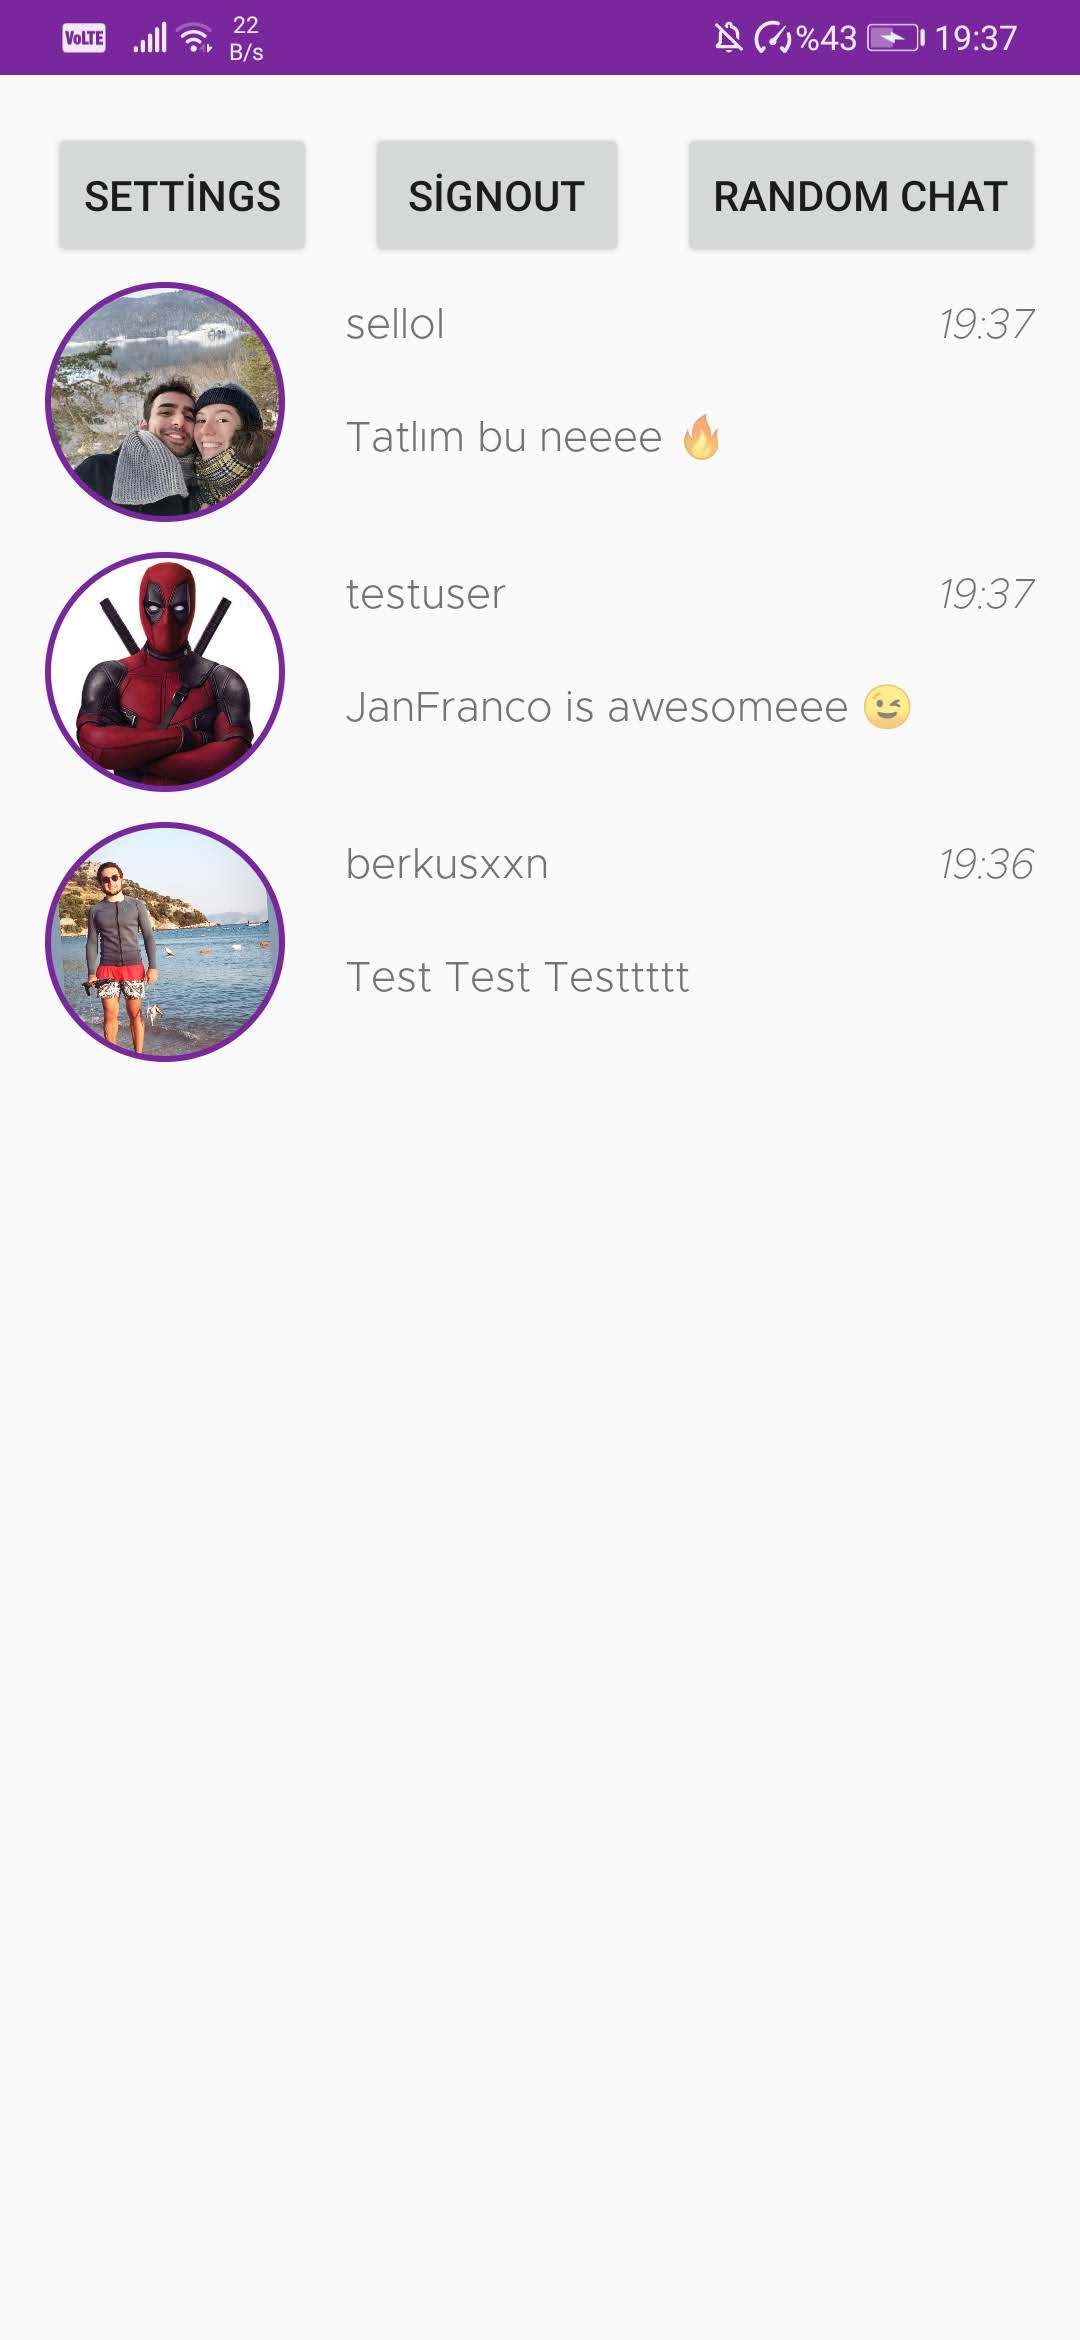 VoLTE 22 %43 19:37
B/s
SETTİNGS SİGNOUT RANDOM CHAT
sellol 19:37
Tatlım bu neeee 🔥
testuser 19:37
JanFranco is awesomeee 😉
berkusxxn 19:36
Test Test Testtttt